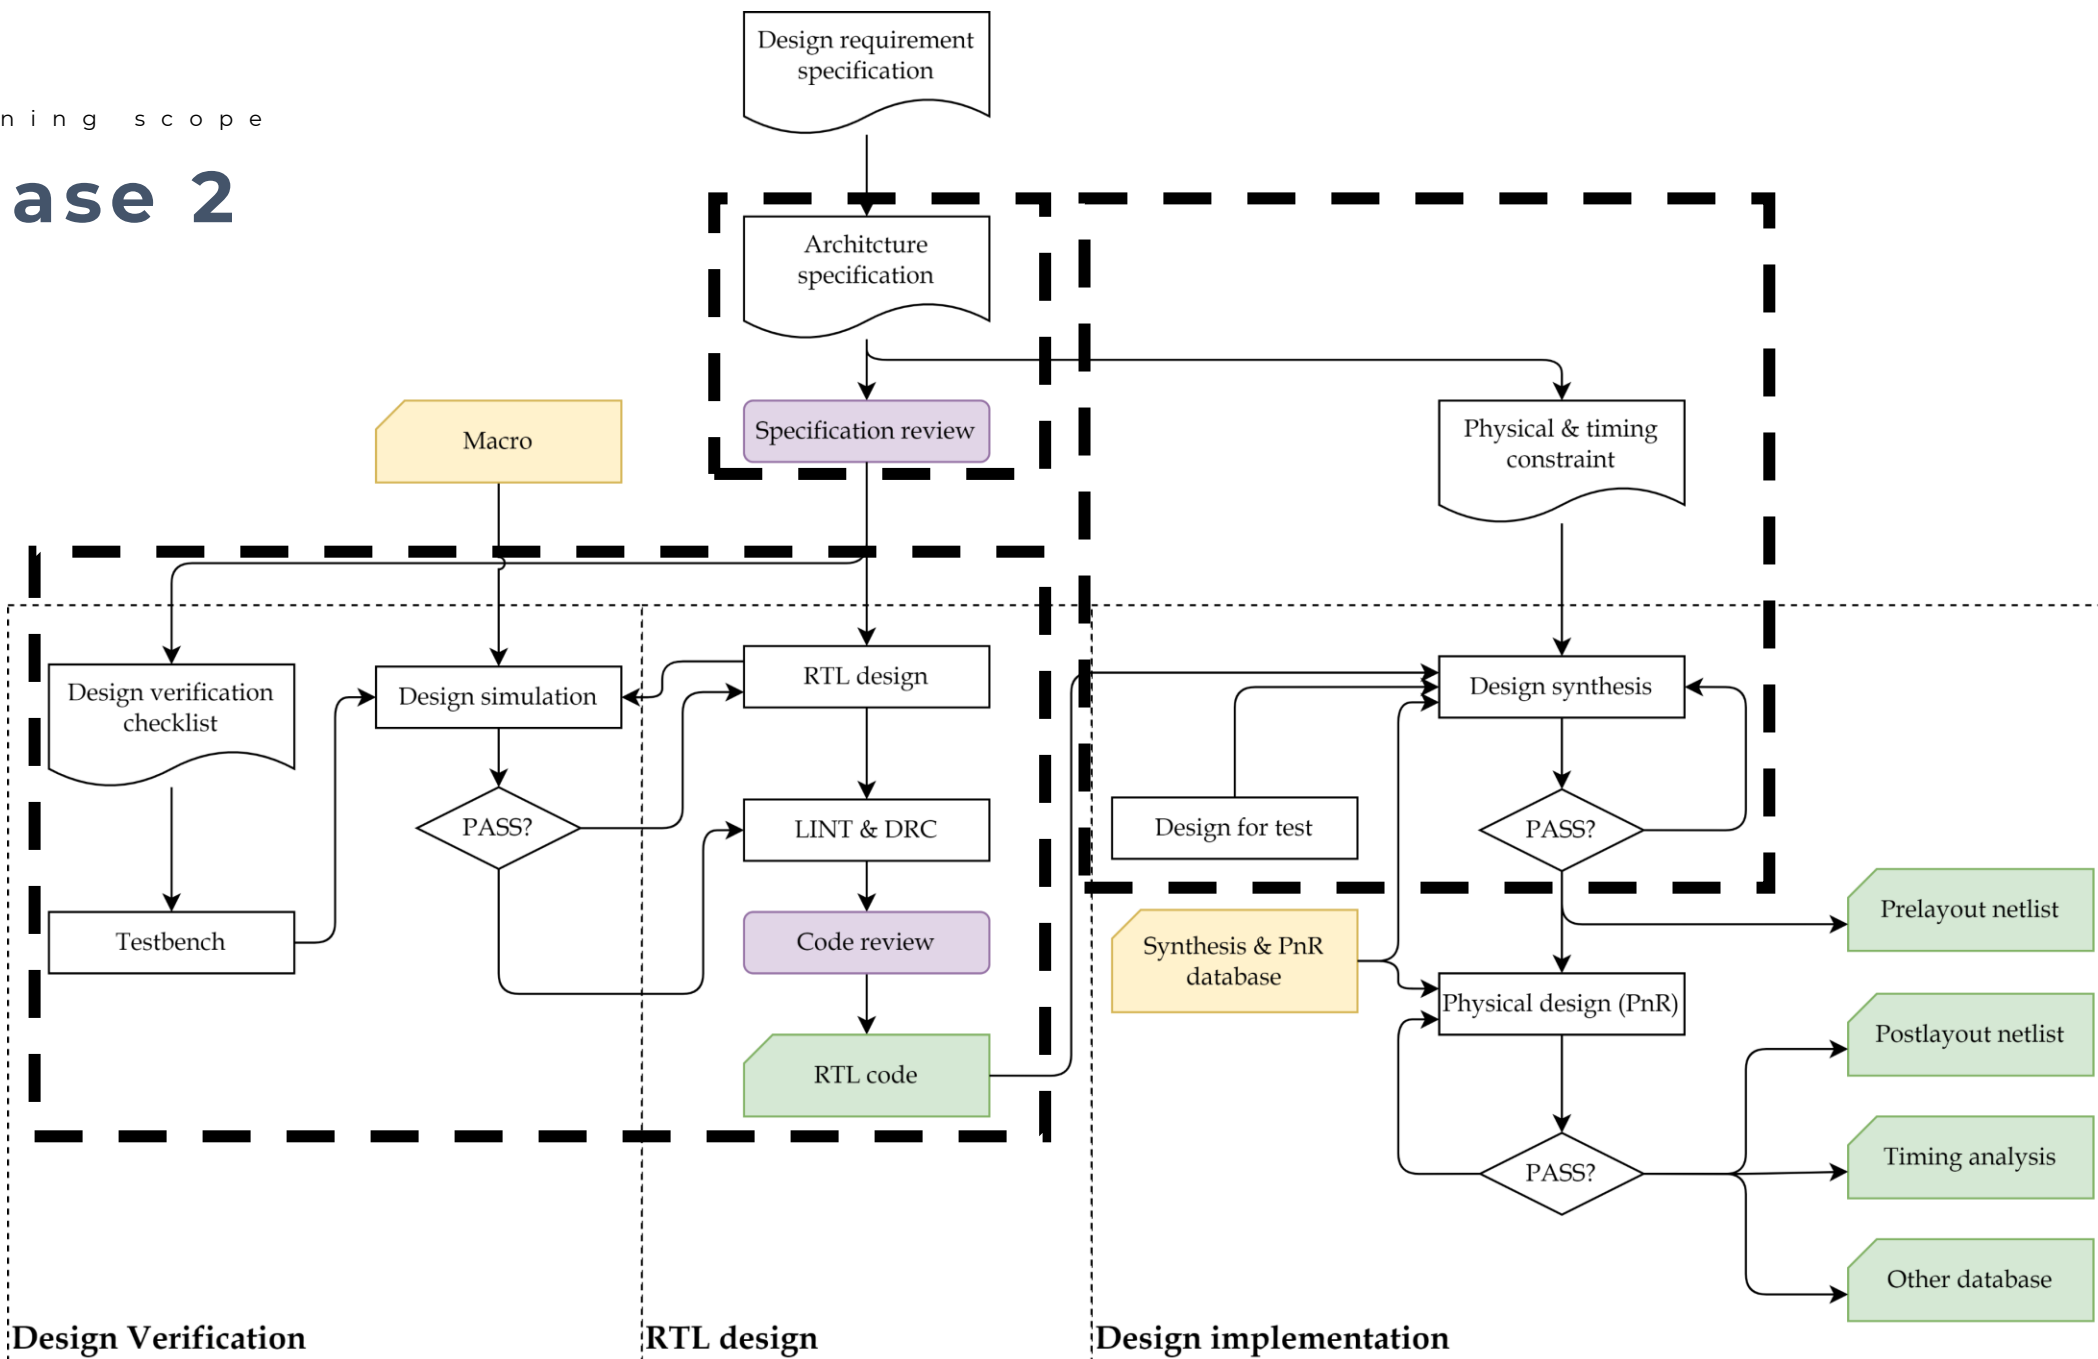 ning scope
ase 2
Design requirement
specification
Architcture
specification
Specification review
Macro
Physical & timing
constraint
Design verification
checklist
Design simulation
RTL design
Design synthesis
PASS?
LINT & DRC
Design for test
PASS?
Testbench
Code review
Synthesis & PnR
database
Prelayout netlist
Physical design (PnR)
Postlayout netlist
RTL code
PASS?
Timing analysis
Other database
Design Verification
RTL design
Design implementation